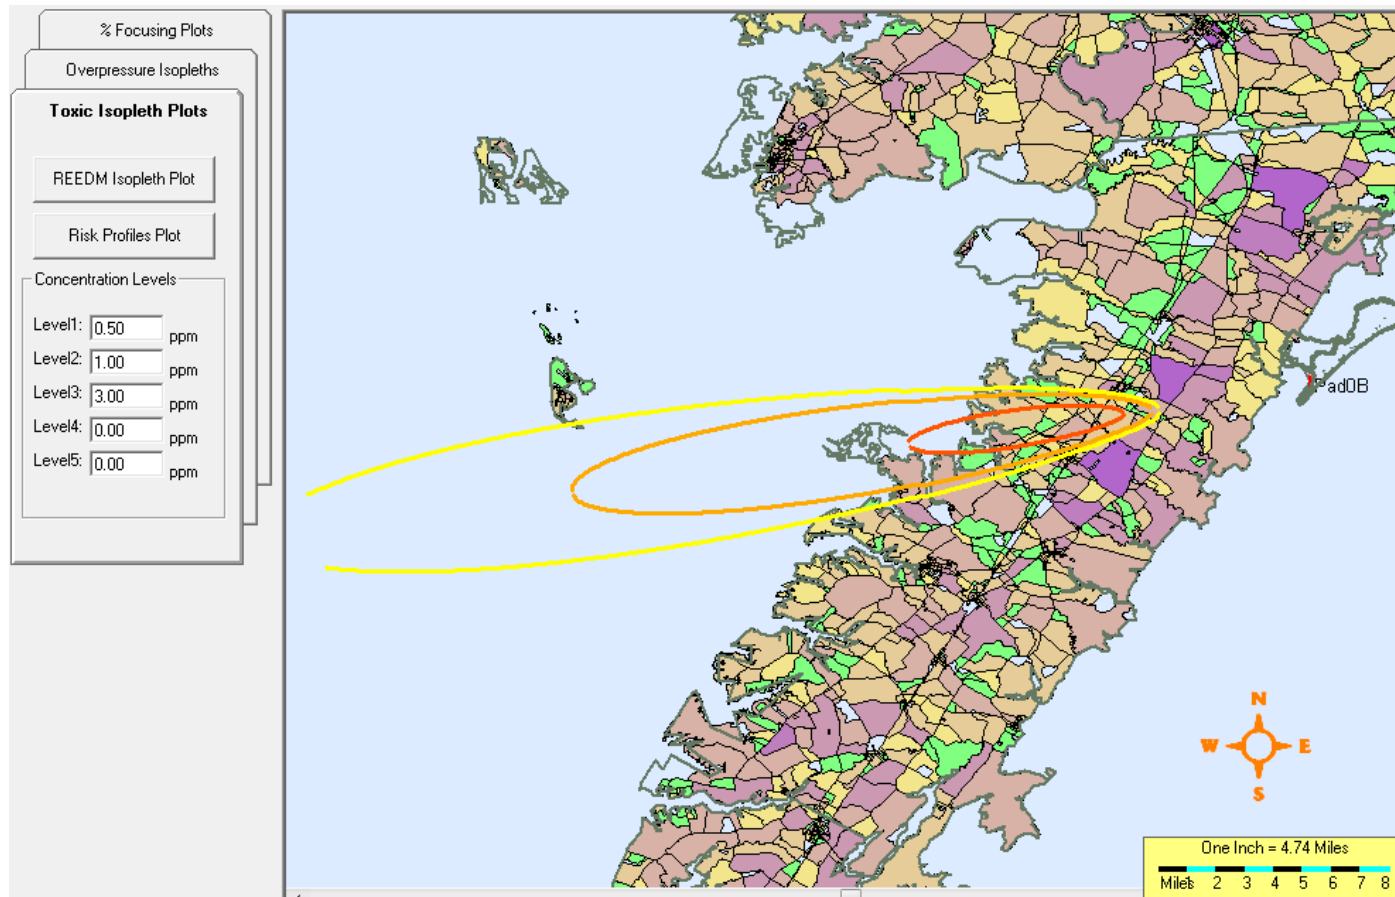 % Focusing Plots
Overpressure Isopleths
Toxic Isopleth Plots
REEDM Isopleth Plot
Risk Profiles Plot
Concentration Levels
Level1: 0.50 ppm
Level2: 1.00 ppm
Level3: 3.00 ppm
Level4: 0.00 ppm
Level5: 0.00 ppm
Pad0B
N
W E
S
One Inch = 4.74 Miles
Miles 2 3 4 5 6 7 8